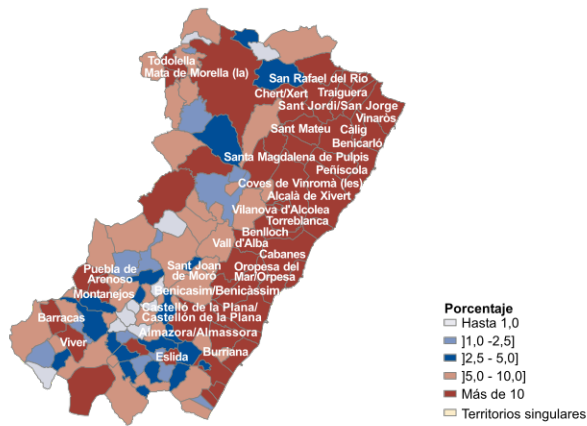 Todolella
Mata de Morella (la)
San Rafael del Río
Chert/Xert
Traiguera
Sant Jordi/San Jorge
Vinaròs
Sant Mateu
Càlig
Benicarló
Santa Magdalena de Pulpis
Peñíscola
Coves de Vinromà (les)
Alcalà de Xivert
Vilanova d'Alcolea
Torreblanca
Benlloch
Vall d'Alba
Cabanes
Puebla de
Arenoso
Sant Joan
de Moró
Oropesa del
Mar/Orpesa
Montanejos
Benicasim/Benicàssim
Barracas
Castelló de la Plana/
Castellón de la Plana
Viver
Almazora/Almassora
Eslida
Burriana
Porcentaje
Hasta 1,0
]1,0 -2,5]
]2,5 - 5,0]
]5,0 - 10,0]
Más de 10
Territorios singulares